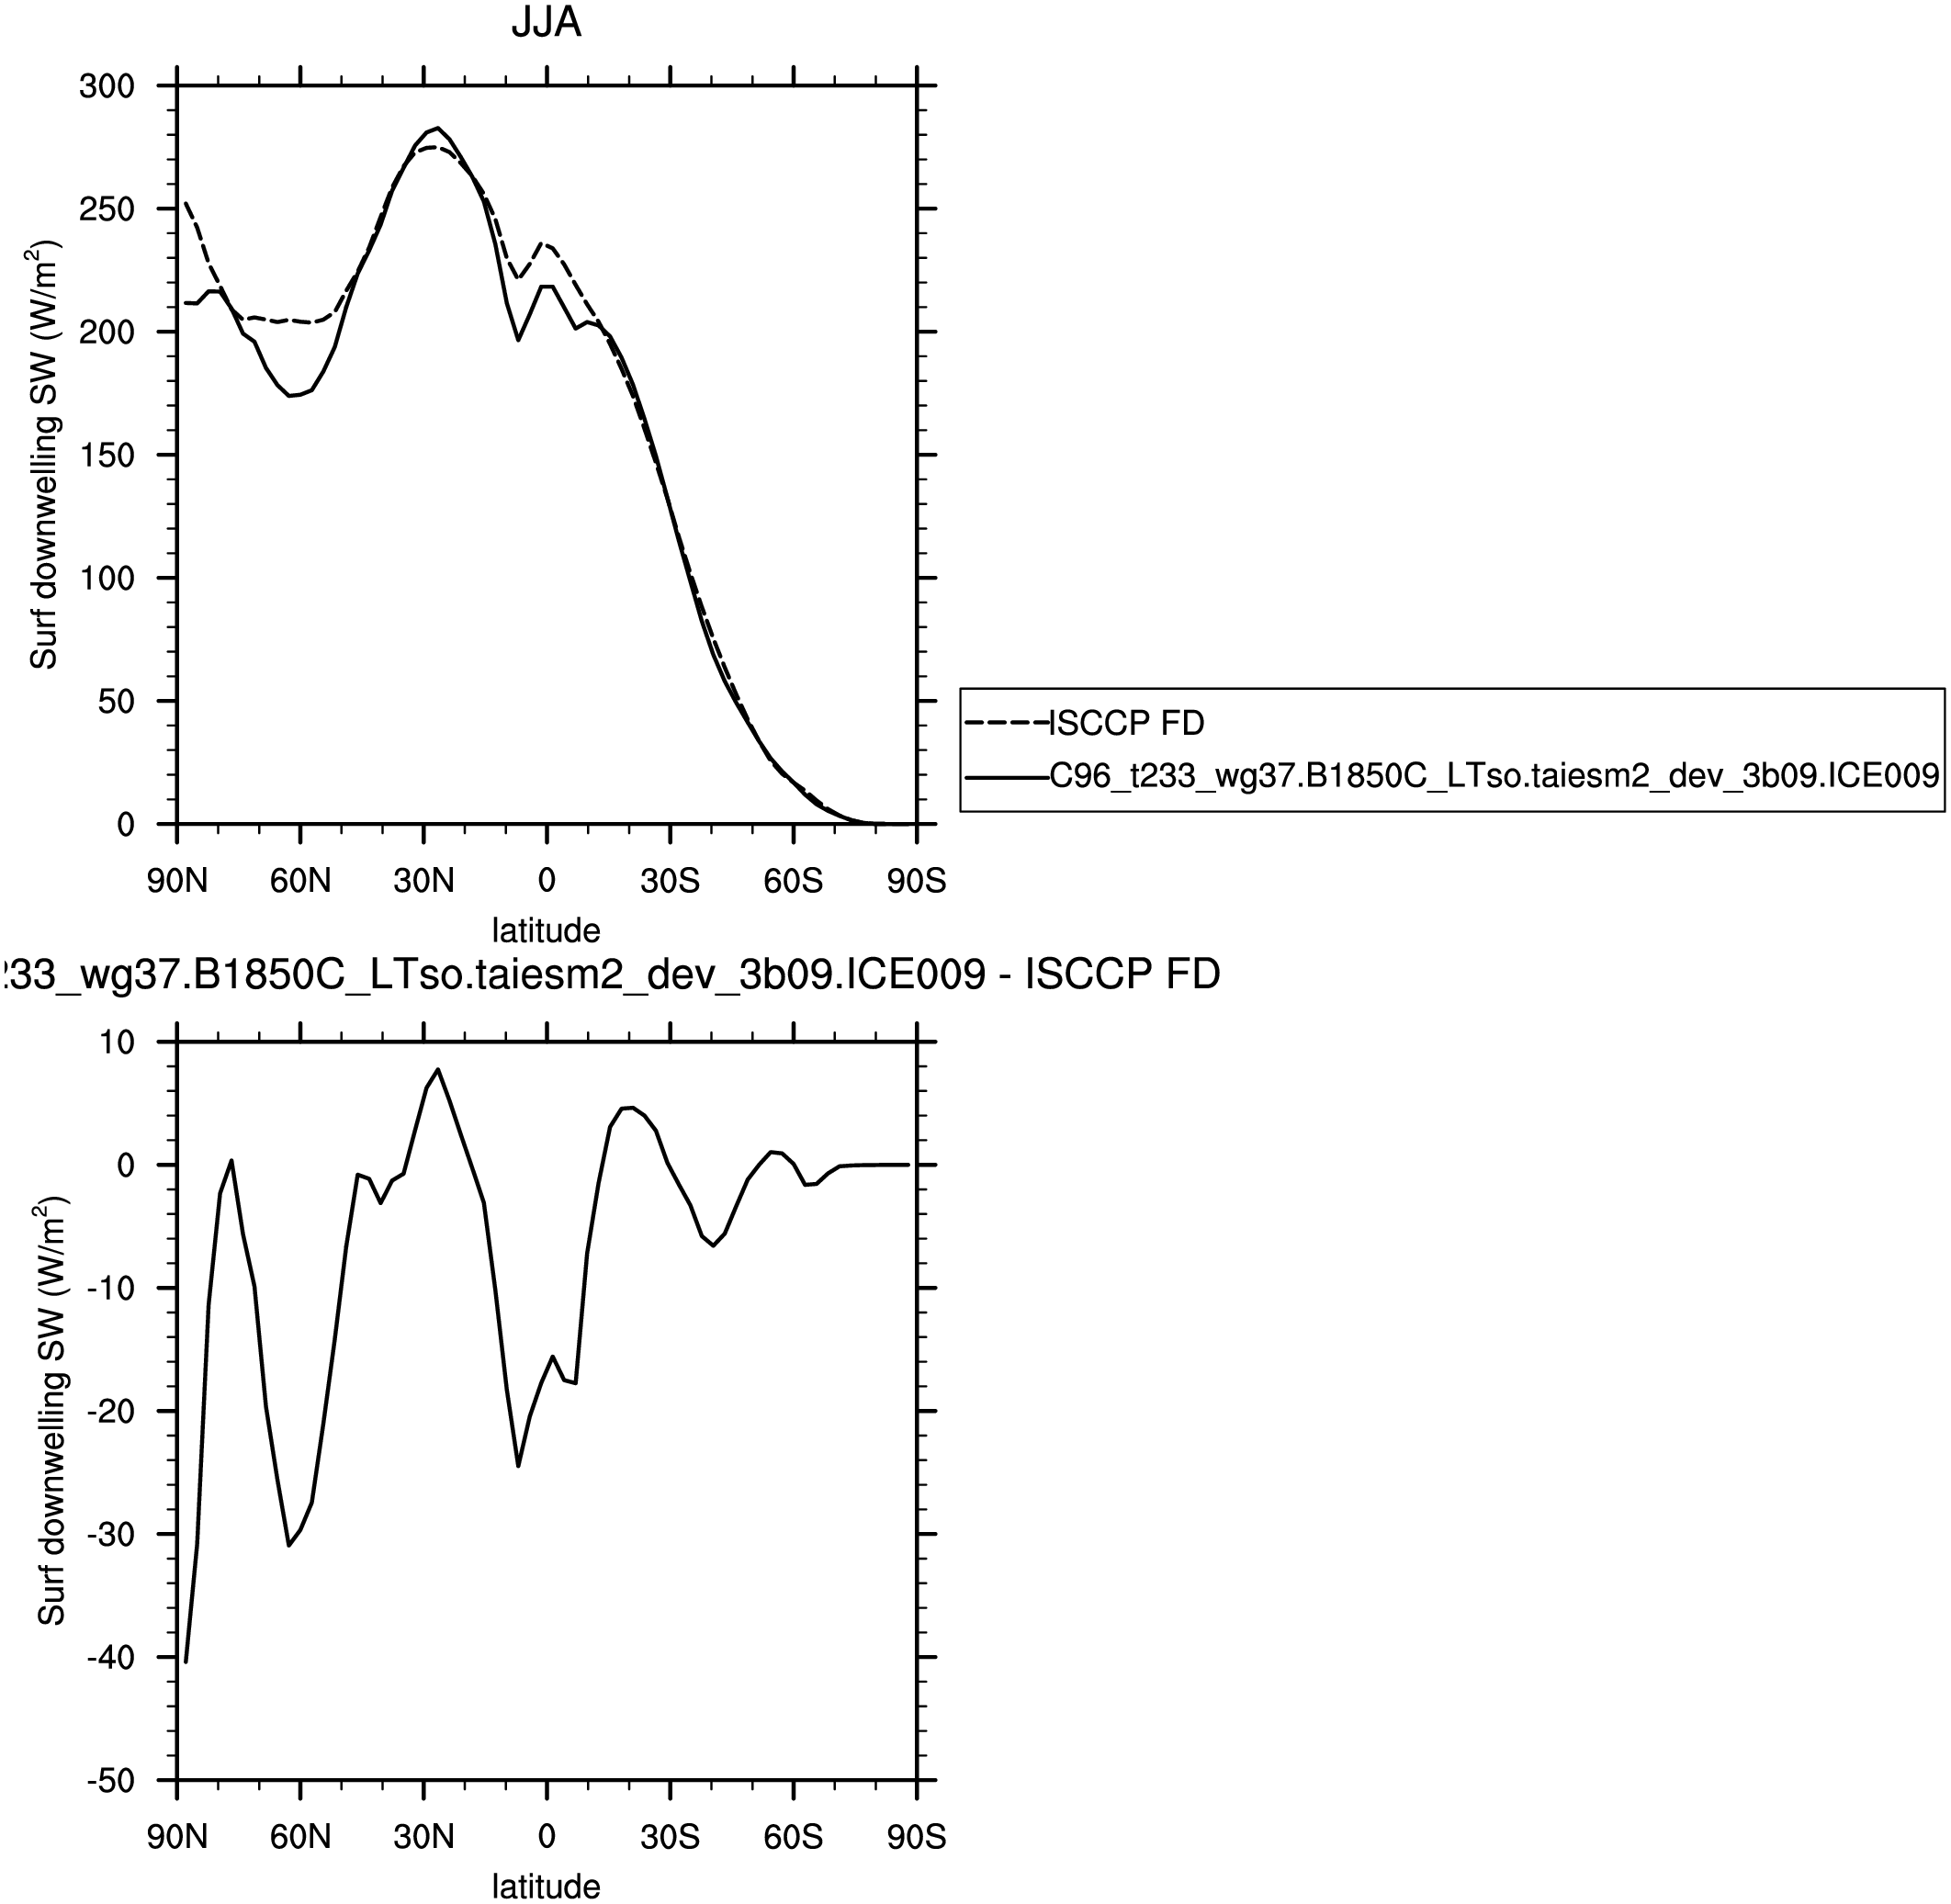 JJA
300
250
200
150
100
50
0
Surf downwelling SW (W/m²)
90N 60N 30N 0 30S 60S 90S
latitude
ISCCP FD
C96_t233_wg37.B1850C_LTso.taiesm2_dev_3b09.ICE009
33_wg37.B1850C_LTso.taiesm2_dev_3b09.ICE009 - ISCCP FD
10
0
-10
-20
-30
-40
-50
Surf downwelling SW (W/m²)
90N 60N 30N 0 30S 60S 90S
latitude